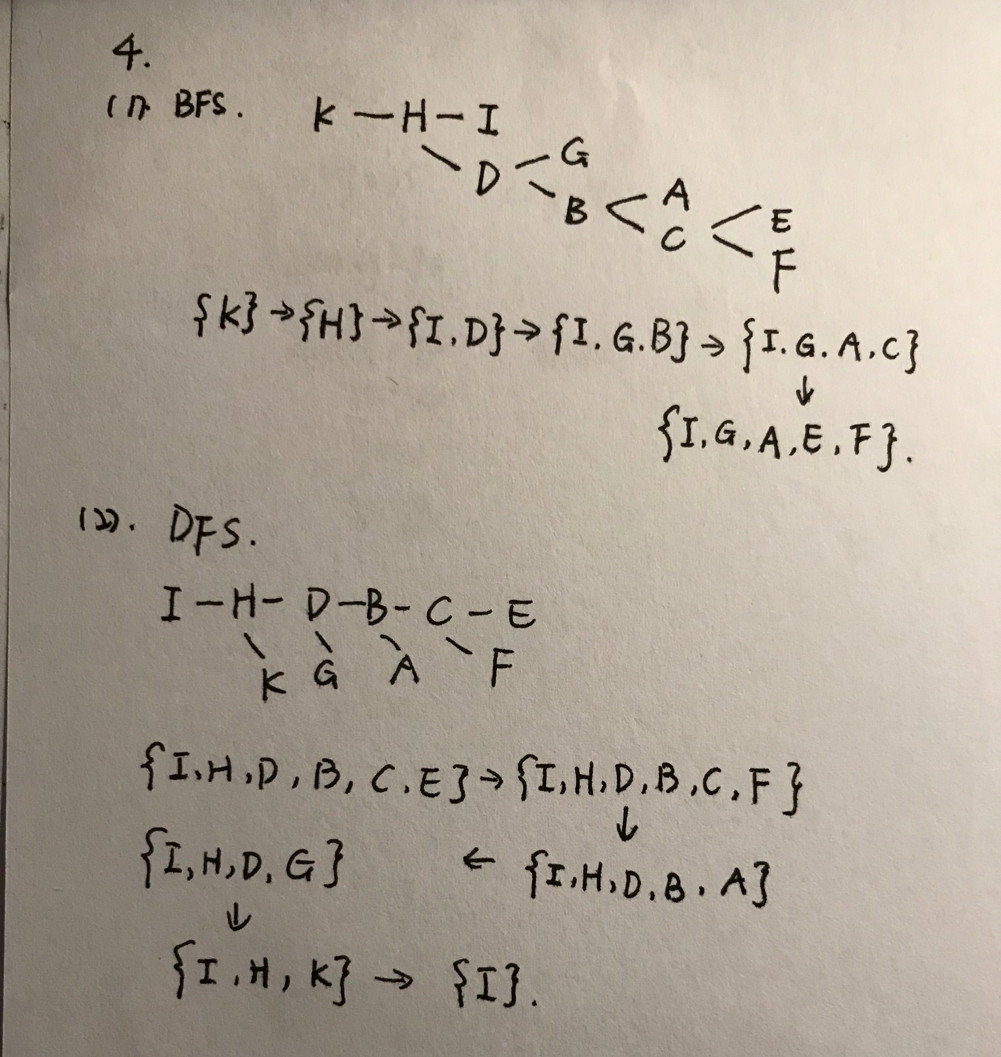 4.
(1) BFS. K — H — I
G
D
A
B
E
C
F
{K} → {H} → {I, D} → {I. G. B} → {I. G. A. C}
↓
{I, G, A, E, F}.
(2). DFS.
I — H — D — B — C — E
K G A F
{I, H, D, B, C, E} → {I, H, D, B, C, F}
↓
{I, H, D, G} ← {I, H, D, B, A}
↓
{I, H, K} → {I}.